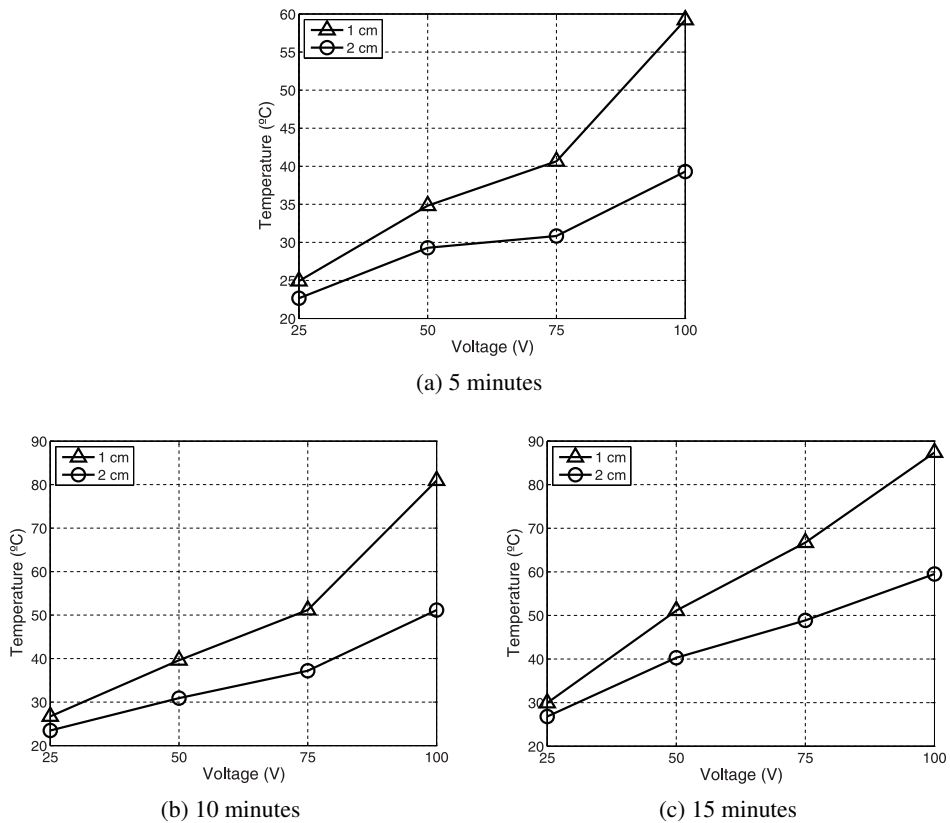 60
55
50
45
40
35
30
25
20
Temperature (ºC)
1 cm
2 cm
25 50 75 100
Voltage (V)
(a) 5 minutes
90
80
70
60
50
40
30
20
Temperature (ºC)
1 cm
2 cm
25 50 75 100
Voltage (V)
(b) 10 minutes
90
80
70
60
50
40
30
20
Temperature (ºC)
1 cm
2 cm
25 50 75 100
Voltage (V)
(c) 15 minutes